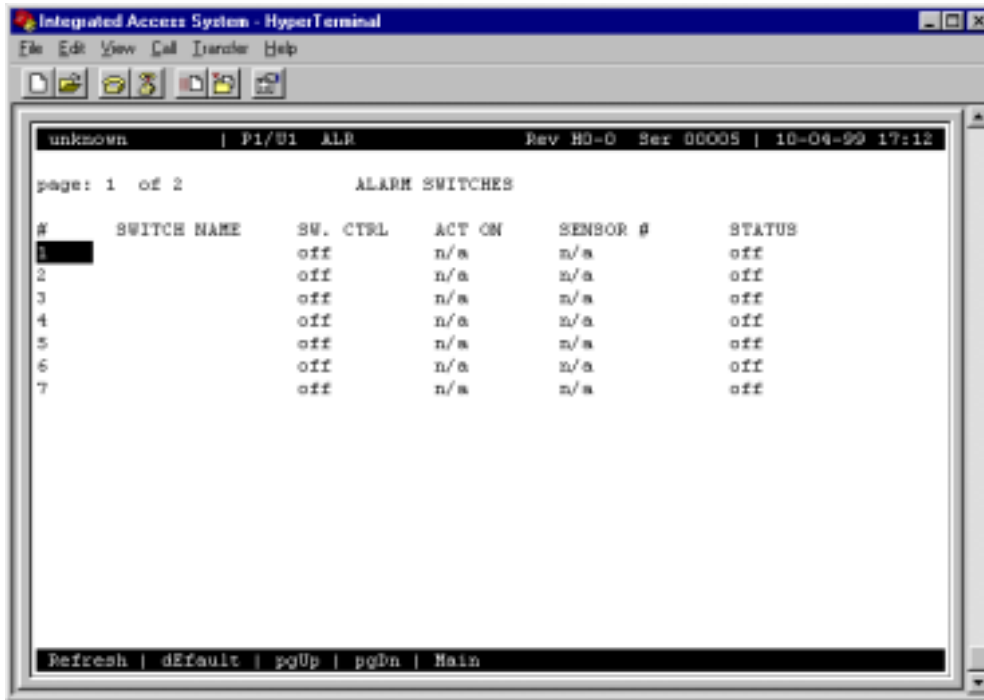 Integrated Access System - HyperTerminal
File Edit View Call Transfer Help
unknown | P1/U1 ALR Rev H0-0 Ser 00005 | 10-04-99 17:12
page: 1 of 2 ALARM SWITCHES
# SWITCH NAME SW. CTRL ACT ON SENSOR # STATUS
1 off n/a n/a off
2 off n/a n/a off
3 off n/a n/a off
4 off n/a n/a off
5 off n/a n/a off
6 off n/a n/a off
7 off n/a n/a off
Refresh | dEfault | pgUp | pgDn | Main